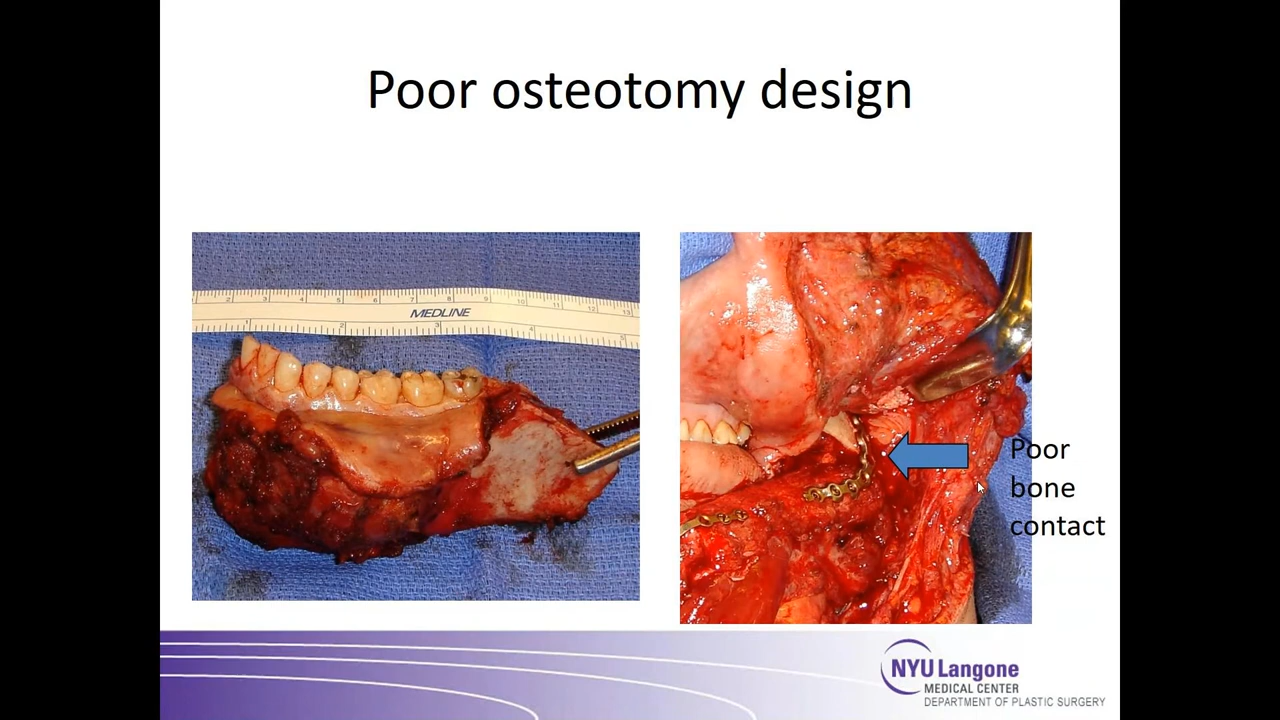 Poor osteotomy design
MEDLINE
Poor
bone
contact
NYU Langone
MEDICAL CENTER
DEPARTMENT OF PLASTIC SURGERY